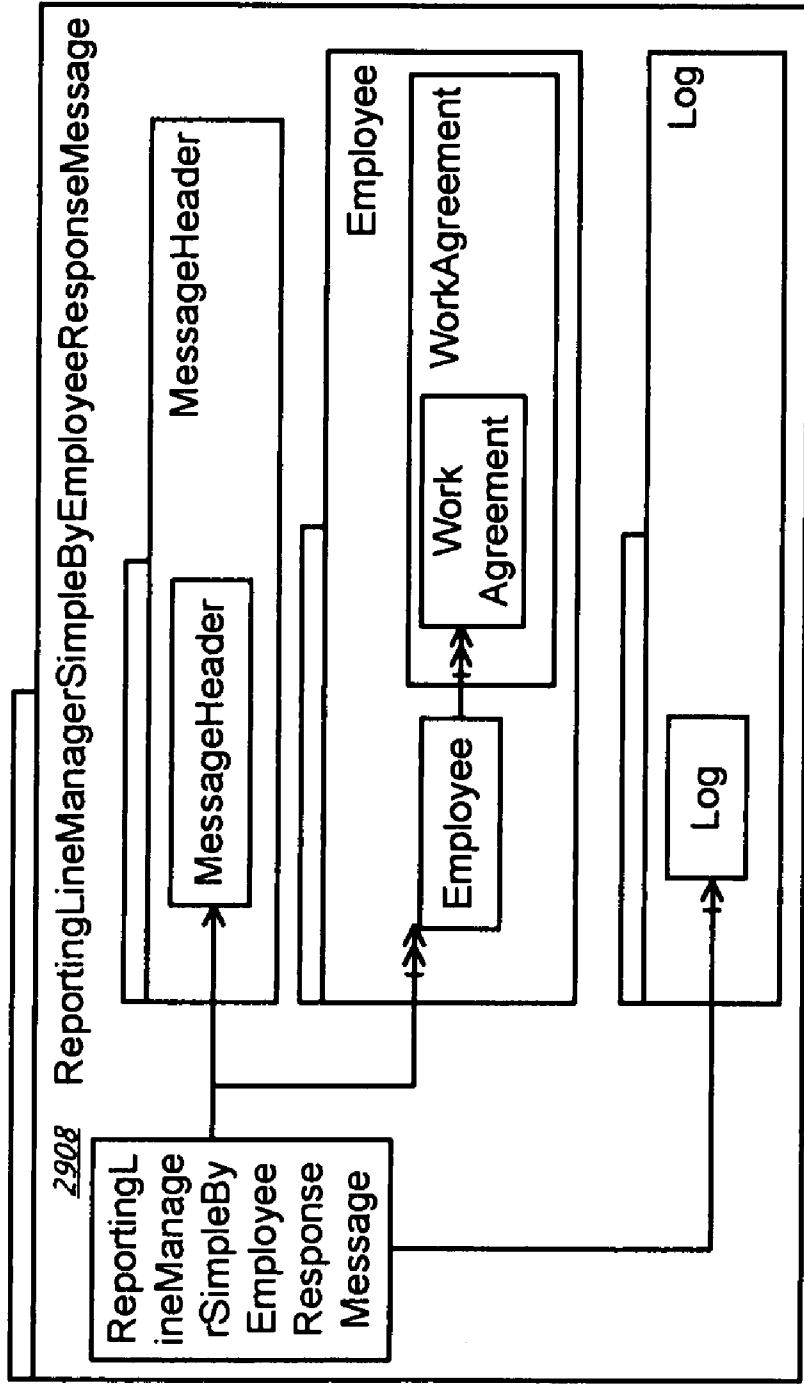 2908 ReportingLineManagerSimpleByEmployeeResponseMessage
ReportingL
ineManage
rSimpleBy
Employee
Response
Message
MessageHeader
MessageHeader
Employee
Employee
WorkAgreement
Work
Agreement
Log
Log